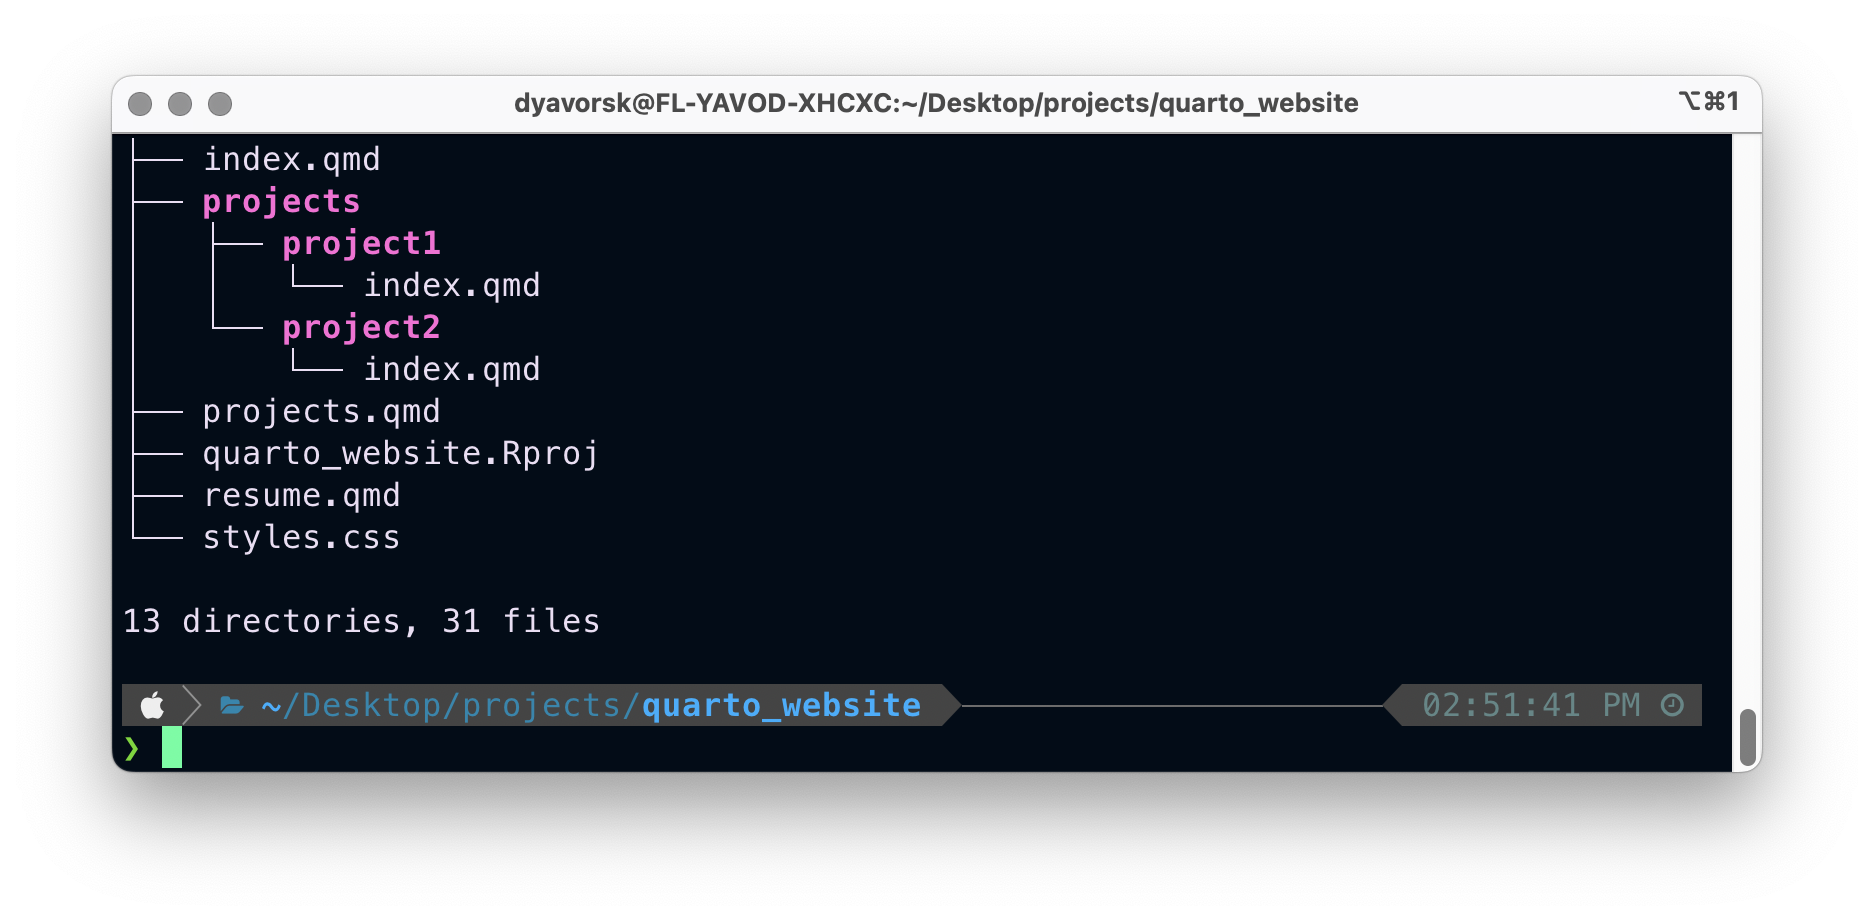 dyavorsk@FL-YAVOD-XHCXC:~/Desktop/projects/quarto_website ⌥⌘1
├── index.qmd
├── projects
│   ├── project1
│   │   └── index.qmd
│   └── project2
│       └── index.qmd
├── projects.qmd
├── quarto_website.Rproj
├── resume.qmd
└── styles.css
13 directories, 31 files
~/Desktop/projects/quarto_website 02:51:41 PM
❯